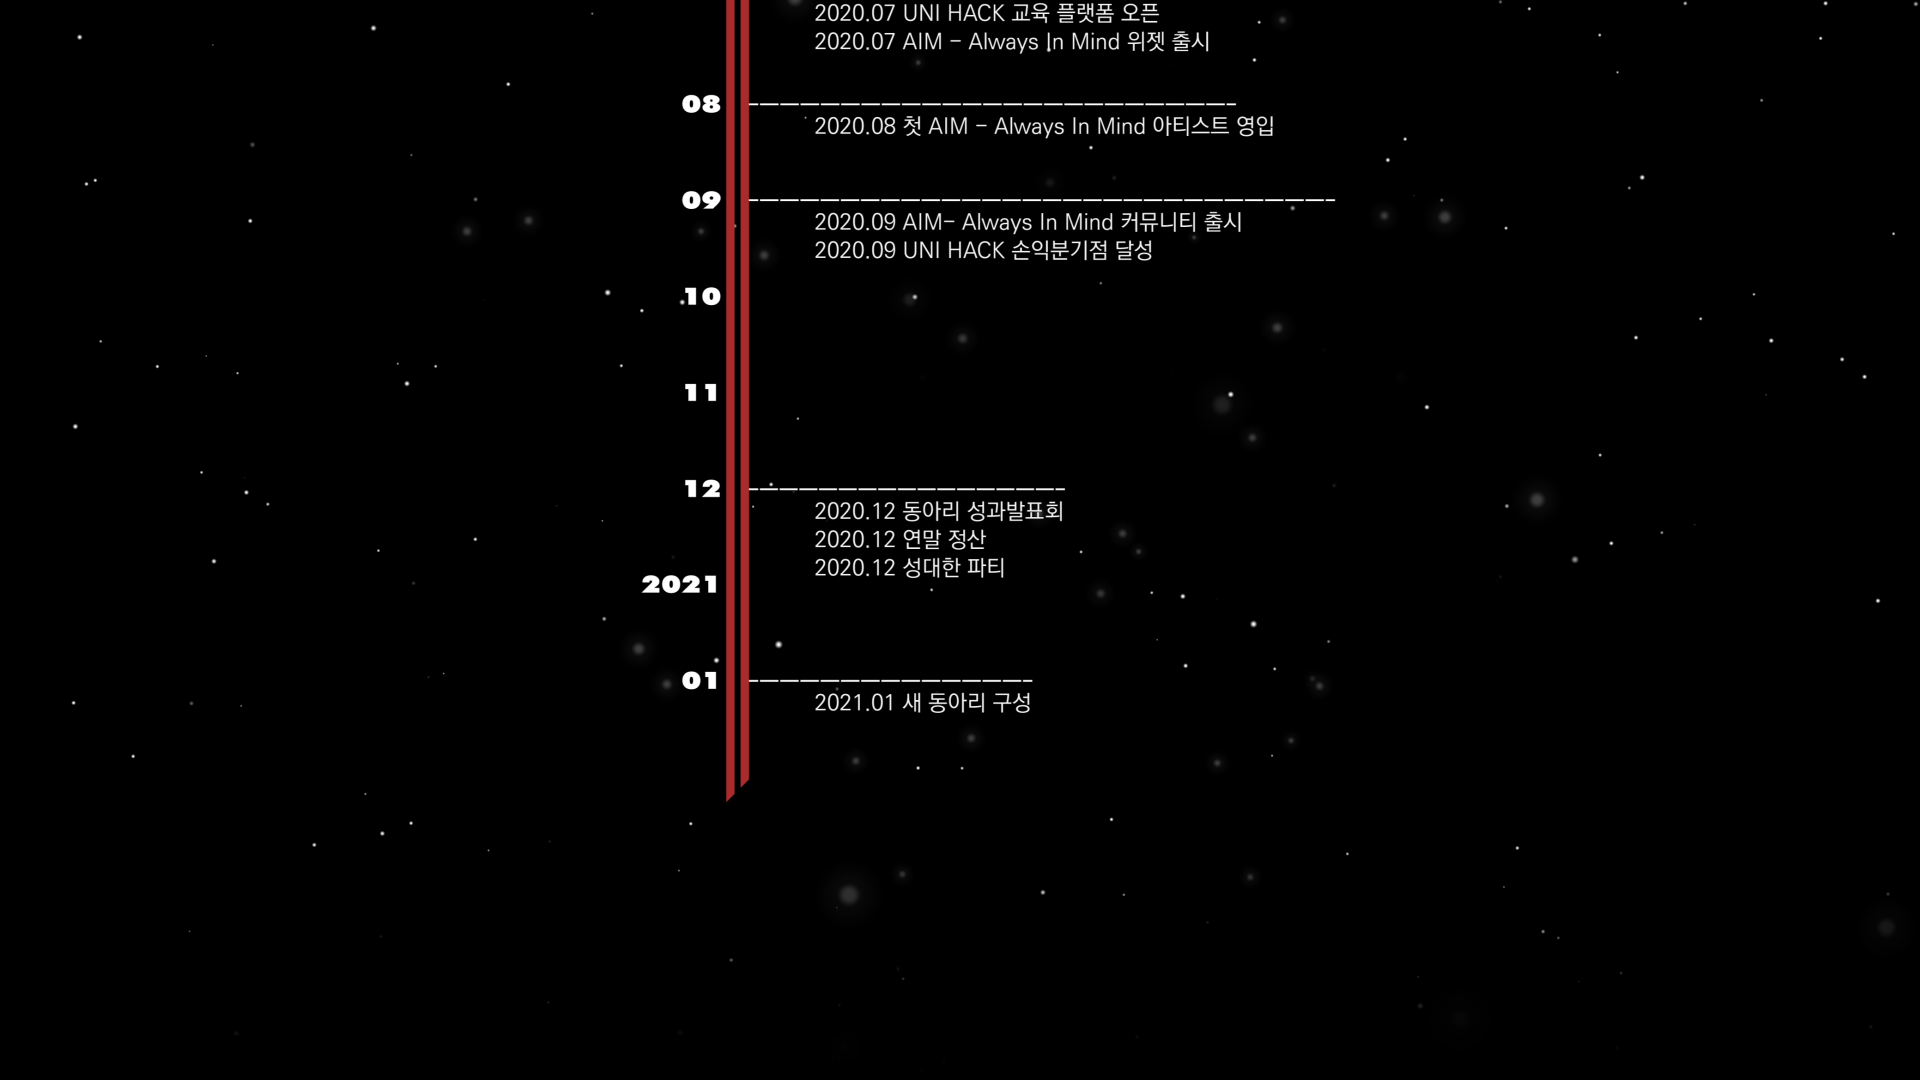 2020.07 UNI HACK 교육 플랫폼 오픈
2020.07 AIM - Always In Mind 위젯 출시
08
2020.08 첫 AIM - Always In Mind 아티스트 영입
09
2020.09 AIM- Always In Mind 커뮤니티 출시
2020.09 UNI HACK 손익분기점 달성
10
11
12
2020.12 동아리 성과발표회
2020.12 연말 정산
2020.12 성대한 파티
2021
01
2021.01 새 동아리 구성